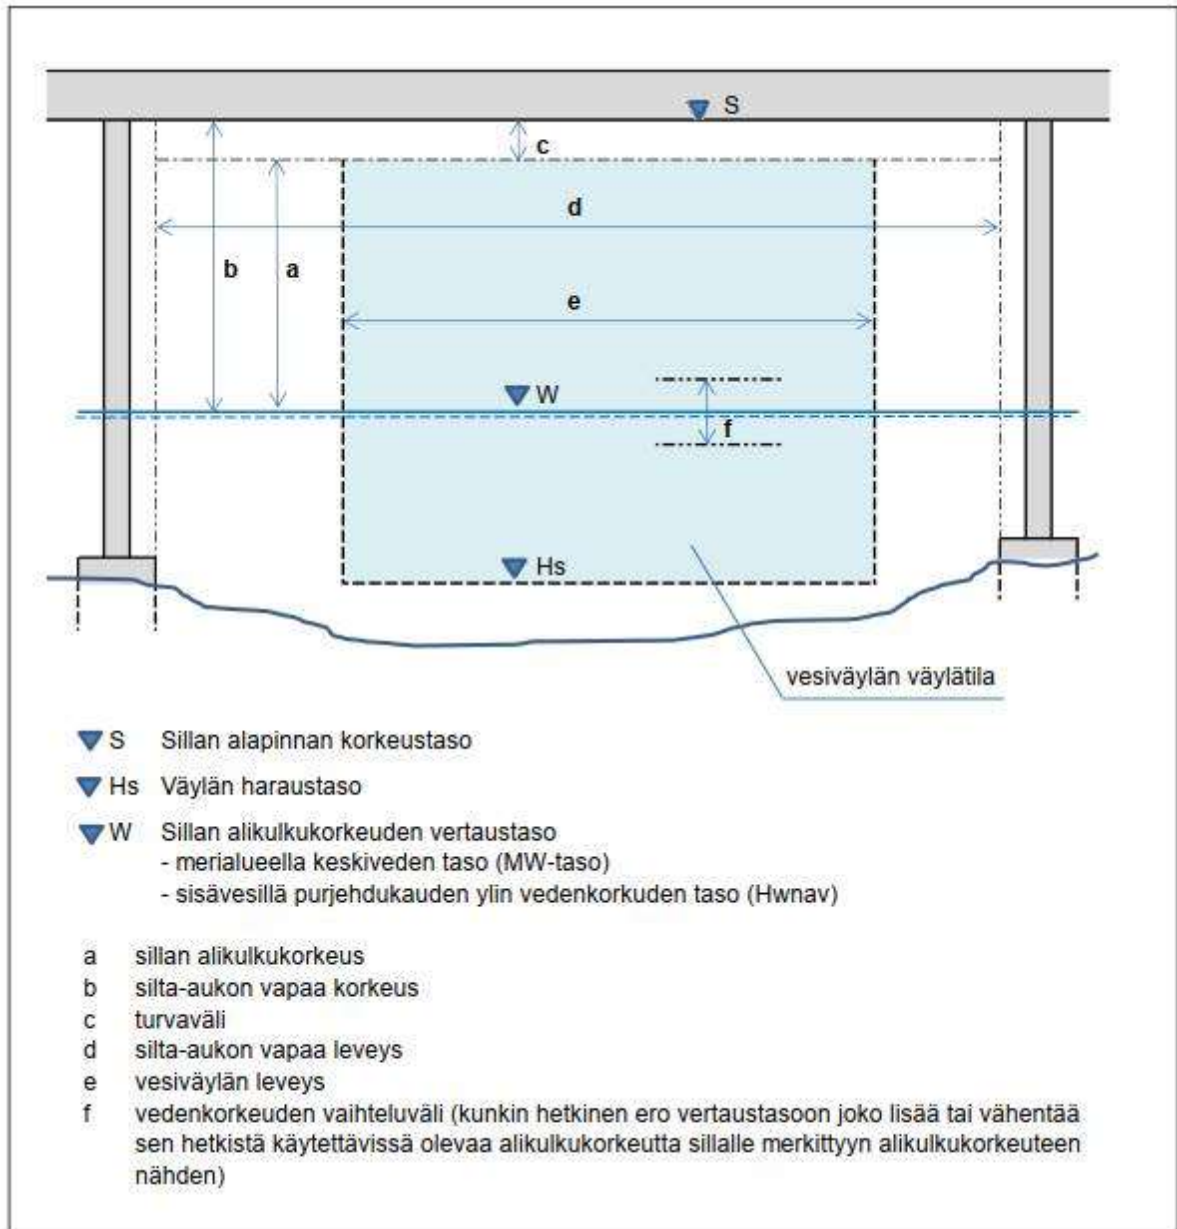 S
c
d
b
a
e
W
f
Hs
vesiväylän väylätila
S Sillan alapinnan korkeustaso
Hs Väylän haraustaso
W Sillan alikulkukorkeuden vertaustaso
- merialueella keskiveden taso (MW-taso)
- sisävesillä purjehdukauden ylin vedenkorkuden taso (Hwnav)
a sillan alikulkukorkeus
b silta-aukon vapaa korkeus
c turvaväli
d silta-aukon vapaa leveys
e vesiväylän leveys
f vedenkorkeuden vaihteluväli (kunkin hetkinen ero vertaustasoon joko lisää tai vähentää
sen hetkistä käytettävissä olevaa alikulkukorkeutta sillalle merkittyyn alikulkukorkeuteen
nähden)